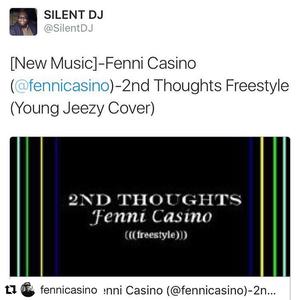 SILENT DJ
@SilentDJ
[New Music]-Fenni Casino
(@fennicasino)-2nd Thoughts Freestyle
(Young Jeezy Cover)
2ND THOUGHTS
Fenni Casino
(((freestyle)))
fennicasino :nni Casino (@fennicasino)-2n...